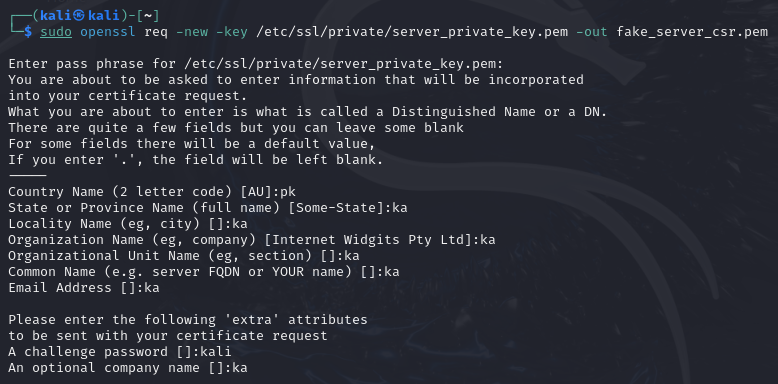 ┌──(kali㉿kali)-[~]
└─$ sudo openssl req -new -key /etc/ssl/private/server_private_key.pem -out fake_server_csr.pem
Enter pass phrase for /etc/ssl/private/server_private_key.pem:
You are about to be asked to enter information that will be incorporated
into your certificate request.
What you are about to enter is what is called a Distinguished Name or a DN.
There are quite a few fields but you can leave some blank
For some fields there will be a default value,
If you enter '.', the field will be left blank.
-----
Country Name (2 letter code) [AU]:pk
State or Province Name (full name) [Some-State]:ka
Locality Name (eg, city) []:ka
Organization Name (eg, company) [Internet Widgits Pty Ltd]:ka
Organizational Unit Name (eg, section) []:ka
Common Name (e.g. server FQDN or YOUR name) []:ka
Email Address []:ka
Please enter the following 'extra' attributes
to be sent with your certificate request
A challenge password []:kali
An optional company name []:ka